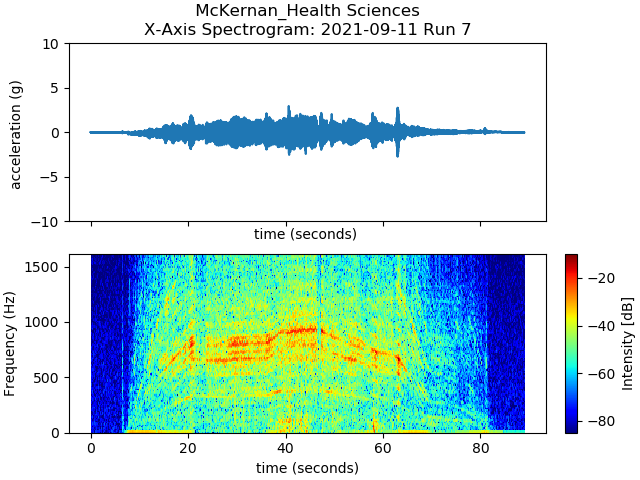 McKernan_Health Sciences
X-Axis Spectrogram: 2021-09-11 Run 7
10
5
0
−5
−10
acceleration (g)
time (seconds)
1500
1000
500
0
Frequency (Hz)
0 20 40 60 80
time (seconds)
−20
−40
−60
−80
Intensity [dB]